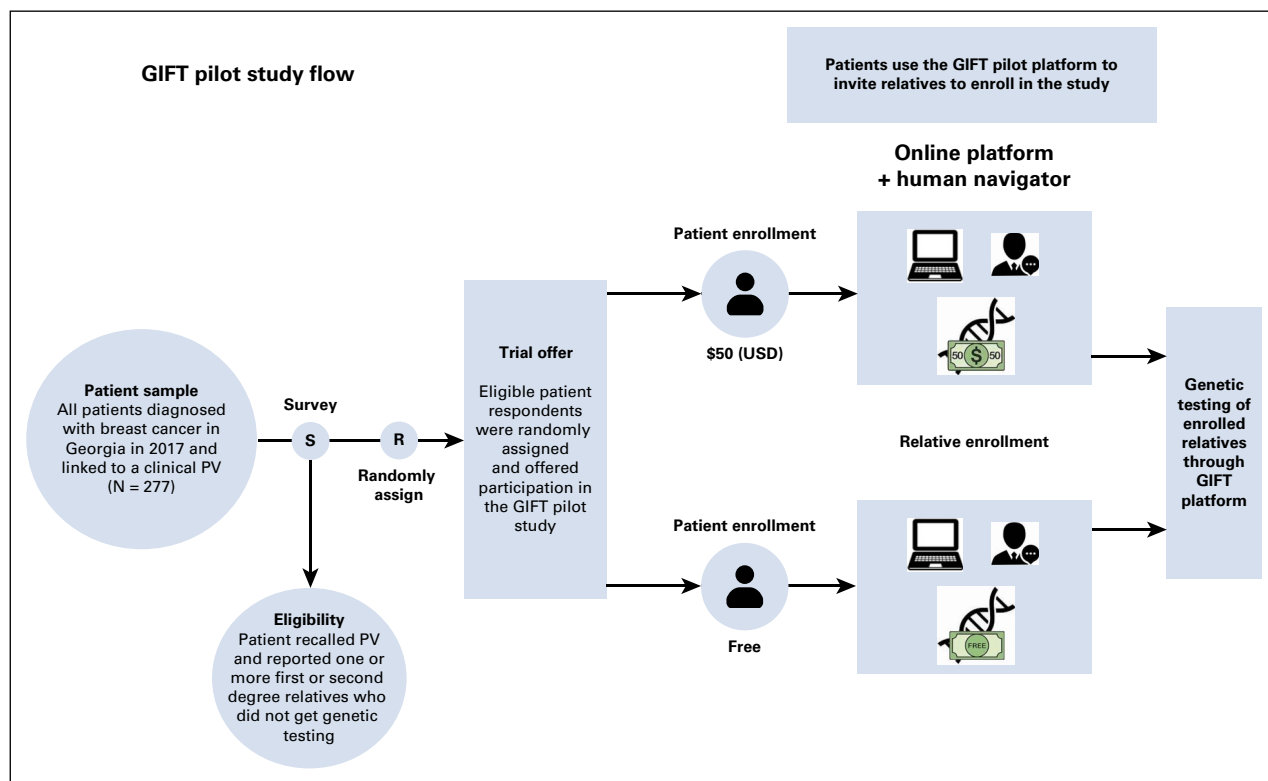 GIFT pilot study flow
Patients use the GIFT pilot platform to
invite relatives to enroll in the study
Online platform
+ human navigator
Patient enrollment
$50 (USD)
50 $ 50
Patient sample
All patients diagnosed
with breast cancer in
Georgia in 2017 and
linked to a clinical PV
(N = 277)
Survey
S
R
Randomly
assign
Trial offer
Eligible patient
respondents
were randomly
assigned
and offered
participation in
the GIFT pilot
study
Relative enrollment
Genetic
testing of
enrolled
relatives
through
GIFT
platform
Patient enrollment
Free
FREE
Eligibility
Patient recalled PV
and reported one or
more first or second
degree relatives who
did not get genetic
testing